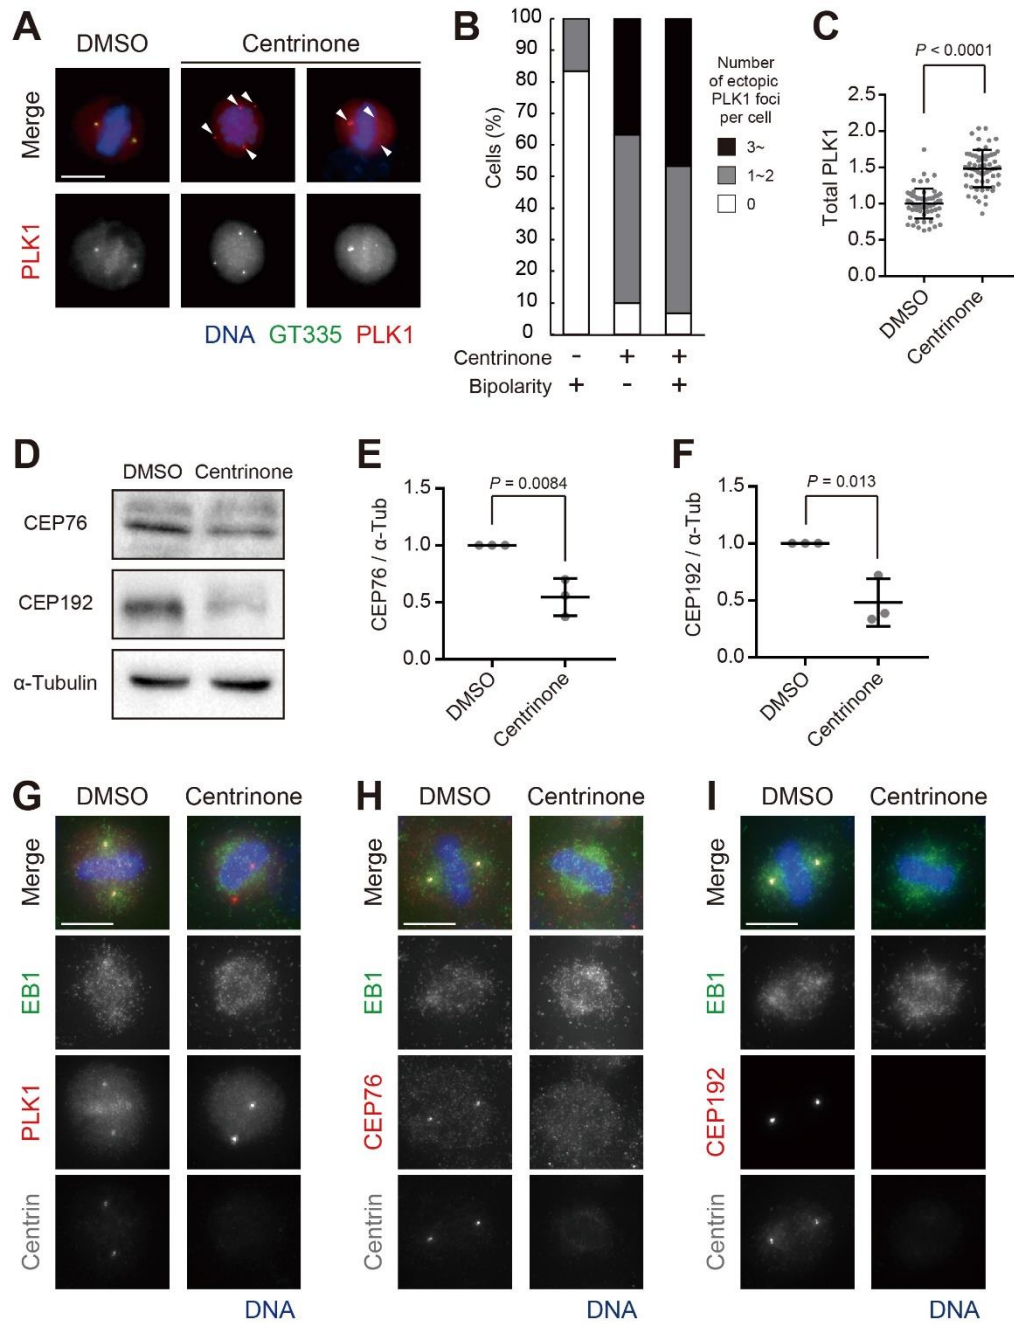 A
DMSO Centrinone
Merge
PLK1
DNA GT335 PLK1
B
100
90
80
70
60
50
40
30
20
10
0
Cells (%)
Number
of ectopic
PLK1 foci
per cell
3~
1~2
0
Centrinone - + +
Bipolarity + - +
C
P < 0.0001
2.5
2.0
1.5
1.0
0.5
0.0
Total PLK1
DMSO
Centrinone
D
DMSO Centrinone
CEP76
CEP192
α-Tubulin
E
P = 0.0084
1.5
1.0
0.5
0.0
CEP76 / α-Tub
DMSO
Centrinone
F
P = 0.013
1.5
1.0
0.5
0.0
CEP192 / α-Tub
DMSO
Centrinone
G
DMSO Centrinone
Merge
EB1
PLK1
Centrin
DNA
H
DMSO Centrinone
Merge
EB1
CEP76
Centrin
DNA
I
DMSO Centrinone
Merge
EB1
CEP192
Centrin
DNA